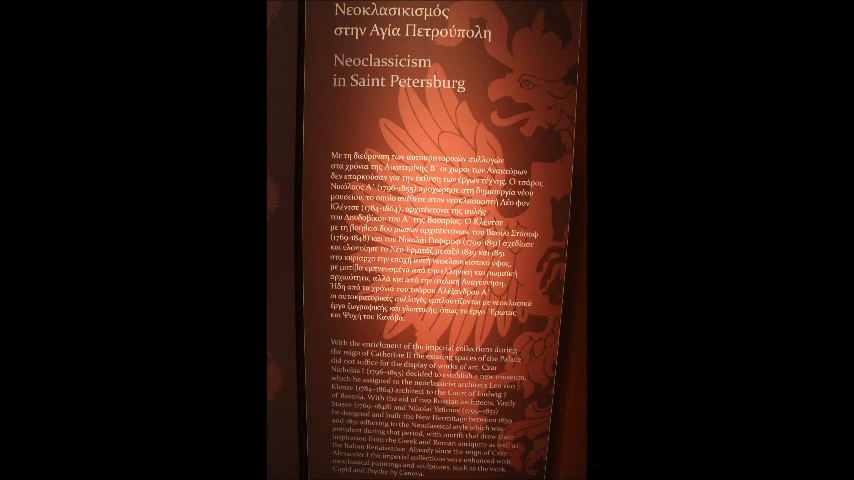 Νεοκλασικισμός
στην Αγία Πετρούπολη
Neoclassicism
in Saint Petersburg
Με τη διεύρυνση των αυτοκρατορικών συλλογών
στα χρόνια της Αικατερίνης Β΄ οι χώροι των Ανακτόρων
δεν επαρκούσαν για την έκθεση των έργων τέχνης. Ο τσάρος
Νικόλαος Α΄ (1796-1855) προχώρησε στη δημιουργία νέου
μουσείου, το οποίο ανέθεσε στον νεοκλασικιστή Λέο φον
Κλέντσε (1784-1864), αρχιτέκτονα της αυλής
του Λουδοβίκου του Α΄ της Βαυαρίας. Ο Κλέντσε
με τη βοήθεια δύο ρώσων αρχιτεκτόνων, του Βασίλι Στάσοφ
(1769-1848) και του Νικολάι Γιεφίμοφ (1799-1851) σχεδίασε
και υλοποίησε το Νέο Ερμιτάζ μεταξύ 1839 και 1851
στο κυρίαρχο την εποχή αυτή νεοκλασικιστικό ύφος,
με μοτίβα εμπνευσμένα από την ελληνική και ρωμαϊκή
αρχαιότητα, αλλά και από την ιταλική Αναγέννηση.
Ήδη από τα χρόνια του τσάρου Αλέξανδρου Α΄
οι αυτοκρατορικές συλλογές εμπλουτίζονται με νεοκλασικά
έργα ζωγραφικής και γλυπτικής, όπως το έργο Έρωτας
και Ψυχή του Κανόβα.
With the enrichment of the imperial collections during
the reign of Catherine II the existing spaces of the Palace
did not suffice for the display of works of art, Czar
Nicholas I (1796-1855) decided to establish a new museum,
which he assigned to the neoclassicist architect Leo von
Klenze (1784–1864) architect to the Court of Ludwig I
of Bavaria. With the aid of two Russian architects, Vasily
Stasov (1769-1848) and Nikolai Yefimov (1799–1851)
he designed and built the New Hermitage between 1839
and 1851 adhering to the Neoclassical style which was
prevalent during that period, with motifs that drew their
inspiration from the Greek and Roman antiquity as well as
the Italian Renaissance. Already since the reign of Czar
Alexander I the imperial collections were enhanced with
neoclassical paintings and sculptures, such as the work
Cupid and Psyche by Canova.